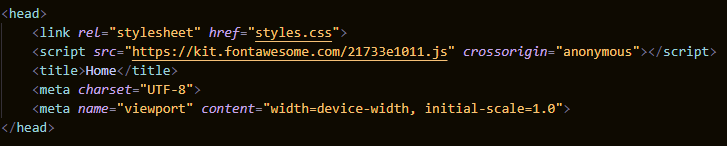 <head>
<link rel="stylesheet" href="styles.css">
<script src="https://kit.fontawesome.com/21733e1011.js" crossorigin="anonymous"></script>
<title>Home</title>
<meta charset="UTF-8">
<meta name="viewport" content="width=device-width, initial-scale=1.0">
</head>